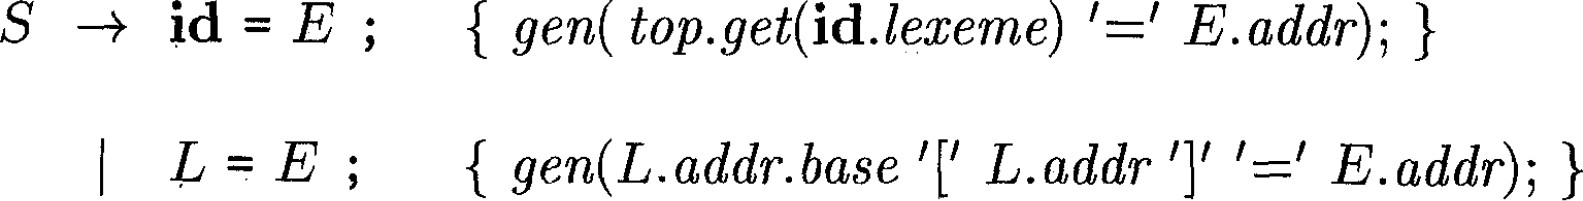 S → id = E ; { gen( top.get(id.lexeme) '=' E.addr); }
| L = E ; { gen(L.addr.base '[' L.addr ']' '=' E.addr); }